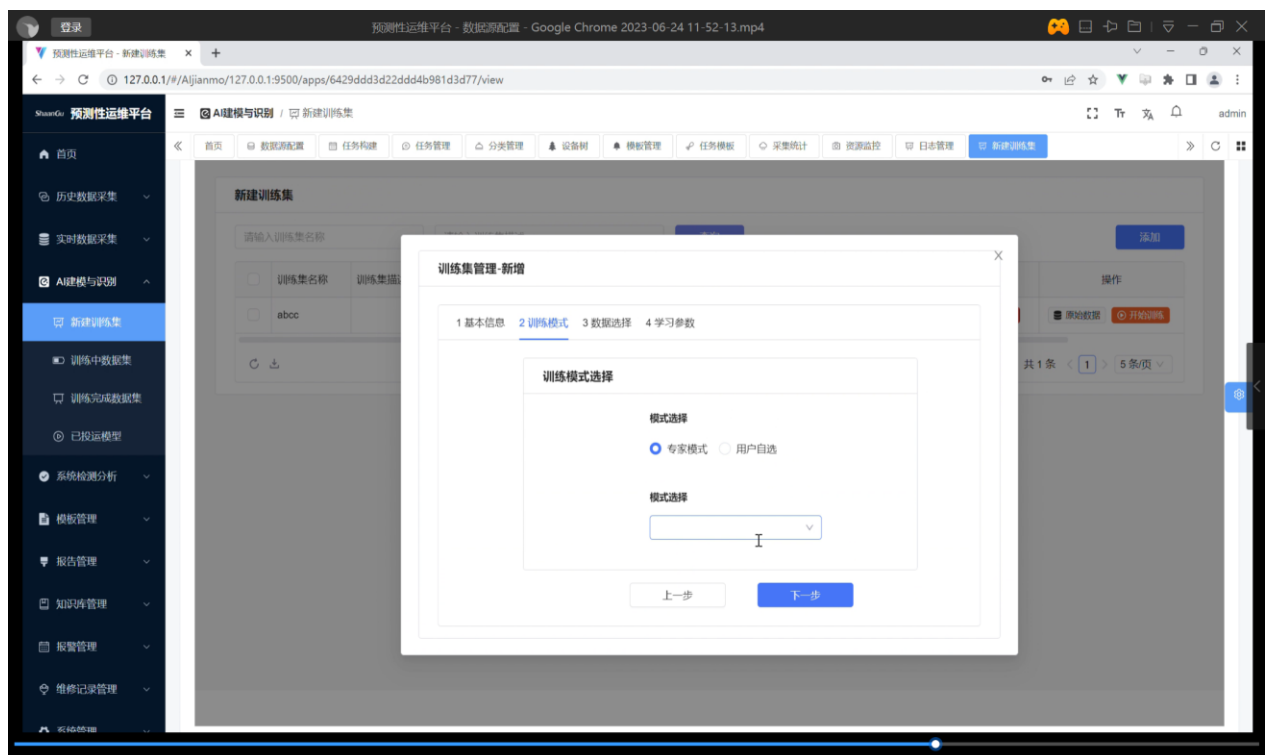 登录 预测性运维平台 - 数据源配置 - Google Chrome 2023-06-24 11-52-13.mp4
预测性运维平台 - 新建训练集
127.0.0.1/#/AIjianmo/127.0.0.1:9500/apps/6429ddd3d22ddd4b981d3d77/view
ShaanGu 预测性运维平台 AI建模与识别 / 新建训练集 admin
首页 数据源配置 任务构建 任务管理 分类管理 设备树 模板管理 任务模板 采集统计 资源监控 日志管理 新建训练集
首页
历史数据采集
实时数据采集
AI建模与识别
新建训练集
训练中数据集
训练完成数据集
已投运模型
系统检测分析
模板管理
报告管理
知识库管理
报警管理
维修记录管理
系统管理
新建训练集
请输入训练集名称 添加
训练集名称 训练集描 操作
abcc 原始数据 开始训练
共 1 条 1 5 条/页
训练集管理-新增
1 基本信息 2 训练模式 3 数据选择 4 学习参数
训练模式选择
模式选择
专家模式 用户自选
模式选择
上一步 下一步